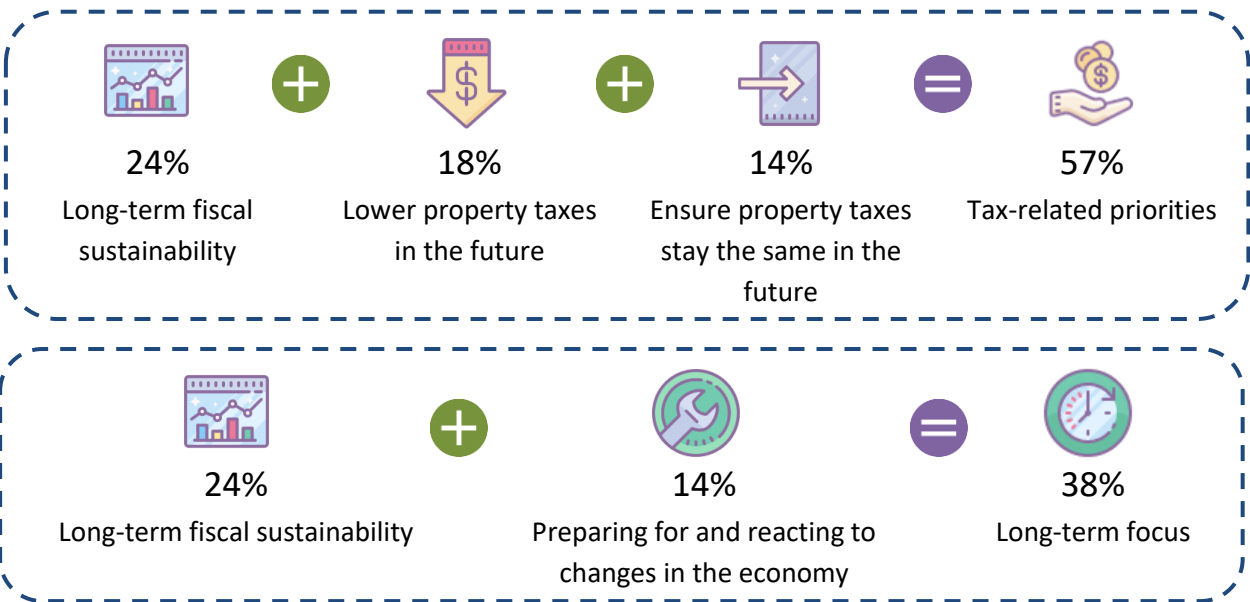 24%
18%
14%
57%
Long-term fiscal
sustainability
Lower property taxes
in the future
Ensure property taxes
stay the same in the
future
Tax-related priorities
24%
14%
38%
Long-term fiscal sustainability
Preparing for and reacting to
changes in the economy
Long-term focus